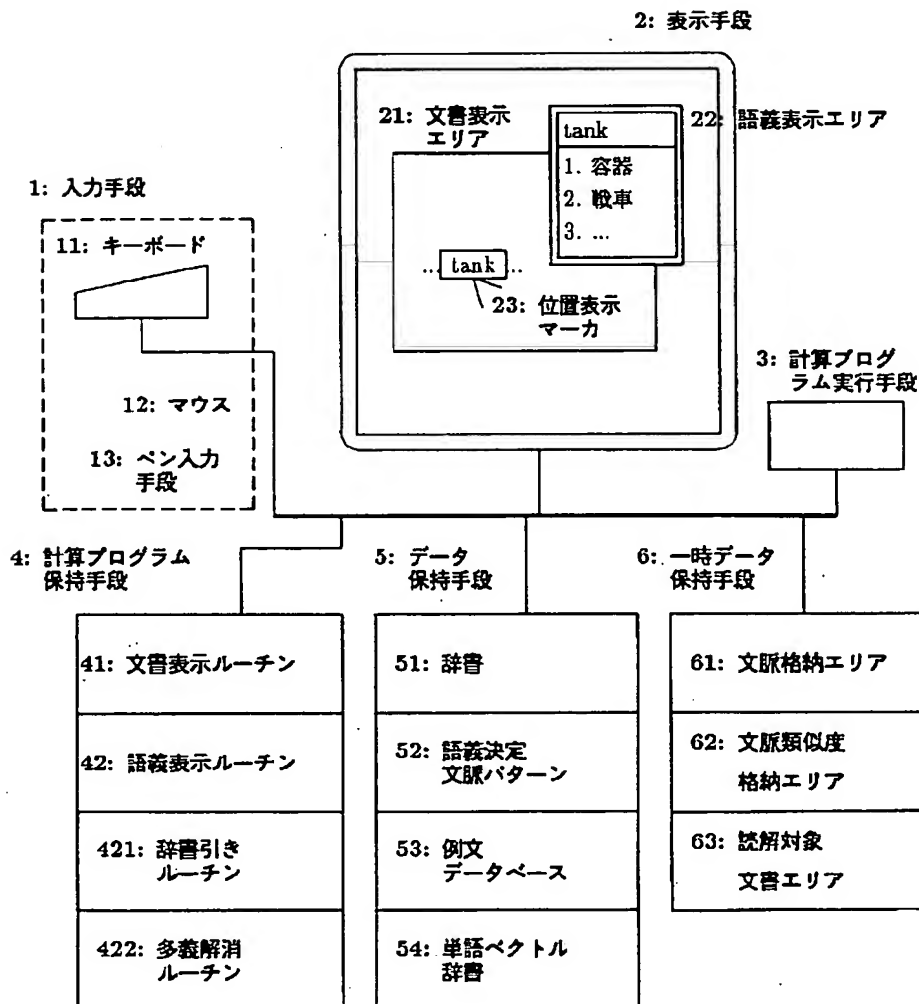 2: 表示手段
21: 文書表示
エリア
22: 語義表示エリア
tank
1. 容器
2. 戦車
3. ...
...tank...
23: 位置表示
マーカ
1: 入力手段
11: キーボード
12: マウス
13: ペン入力
手段
3: 計算プログ
ラム実行手段
4: 計算プログラム
保持手段
41: 文書表示ルーチン
42: 語義表示ルーチン
421: 辞書引き
ルーチン
422: 多義解消
ルーチン
5: データ
保持手段
51: 辞書
52: 語義決定
文脈パターン
53: 例文
データベース
54: 単語ベクトル
辞書
6: 一時データ
保持手段
61: 文脈格納エリア
62: 文脈類似度
格納エリア
63: 読解対象
文書エリア